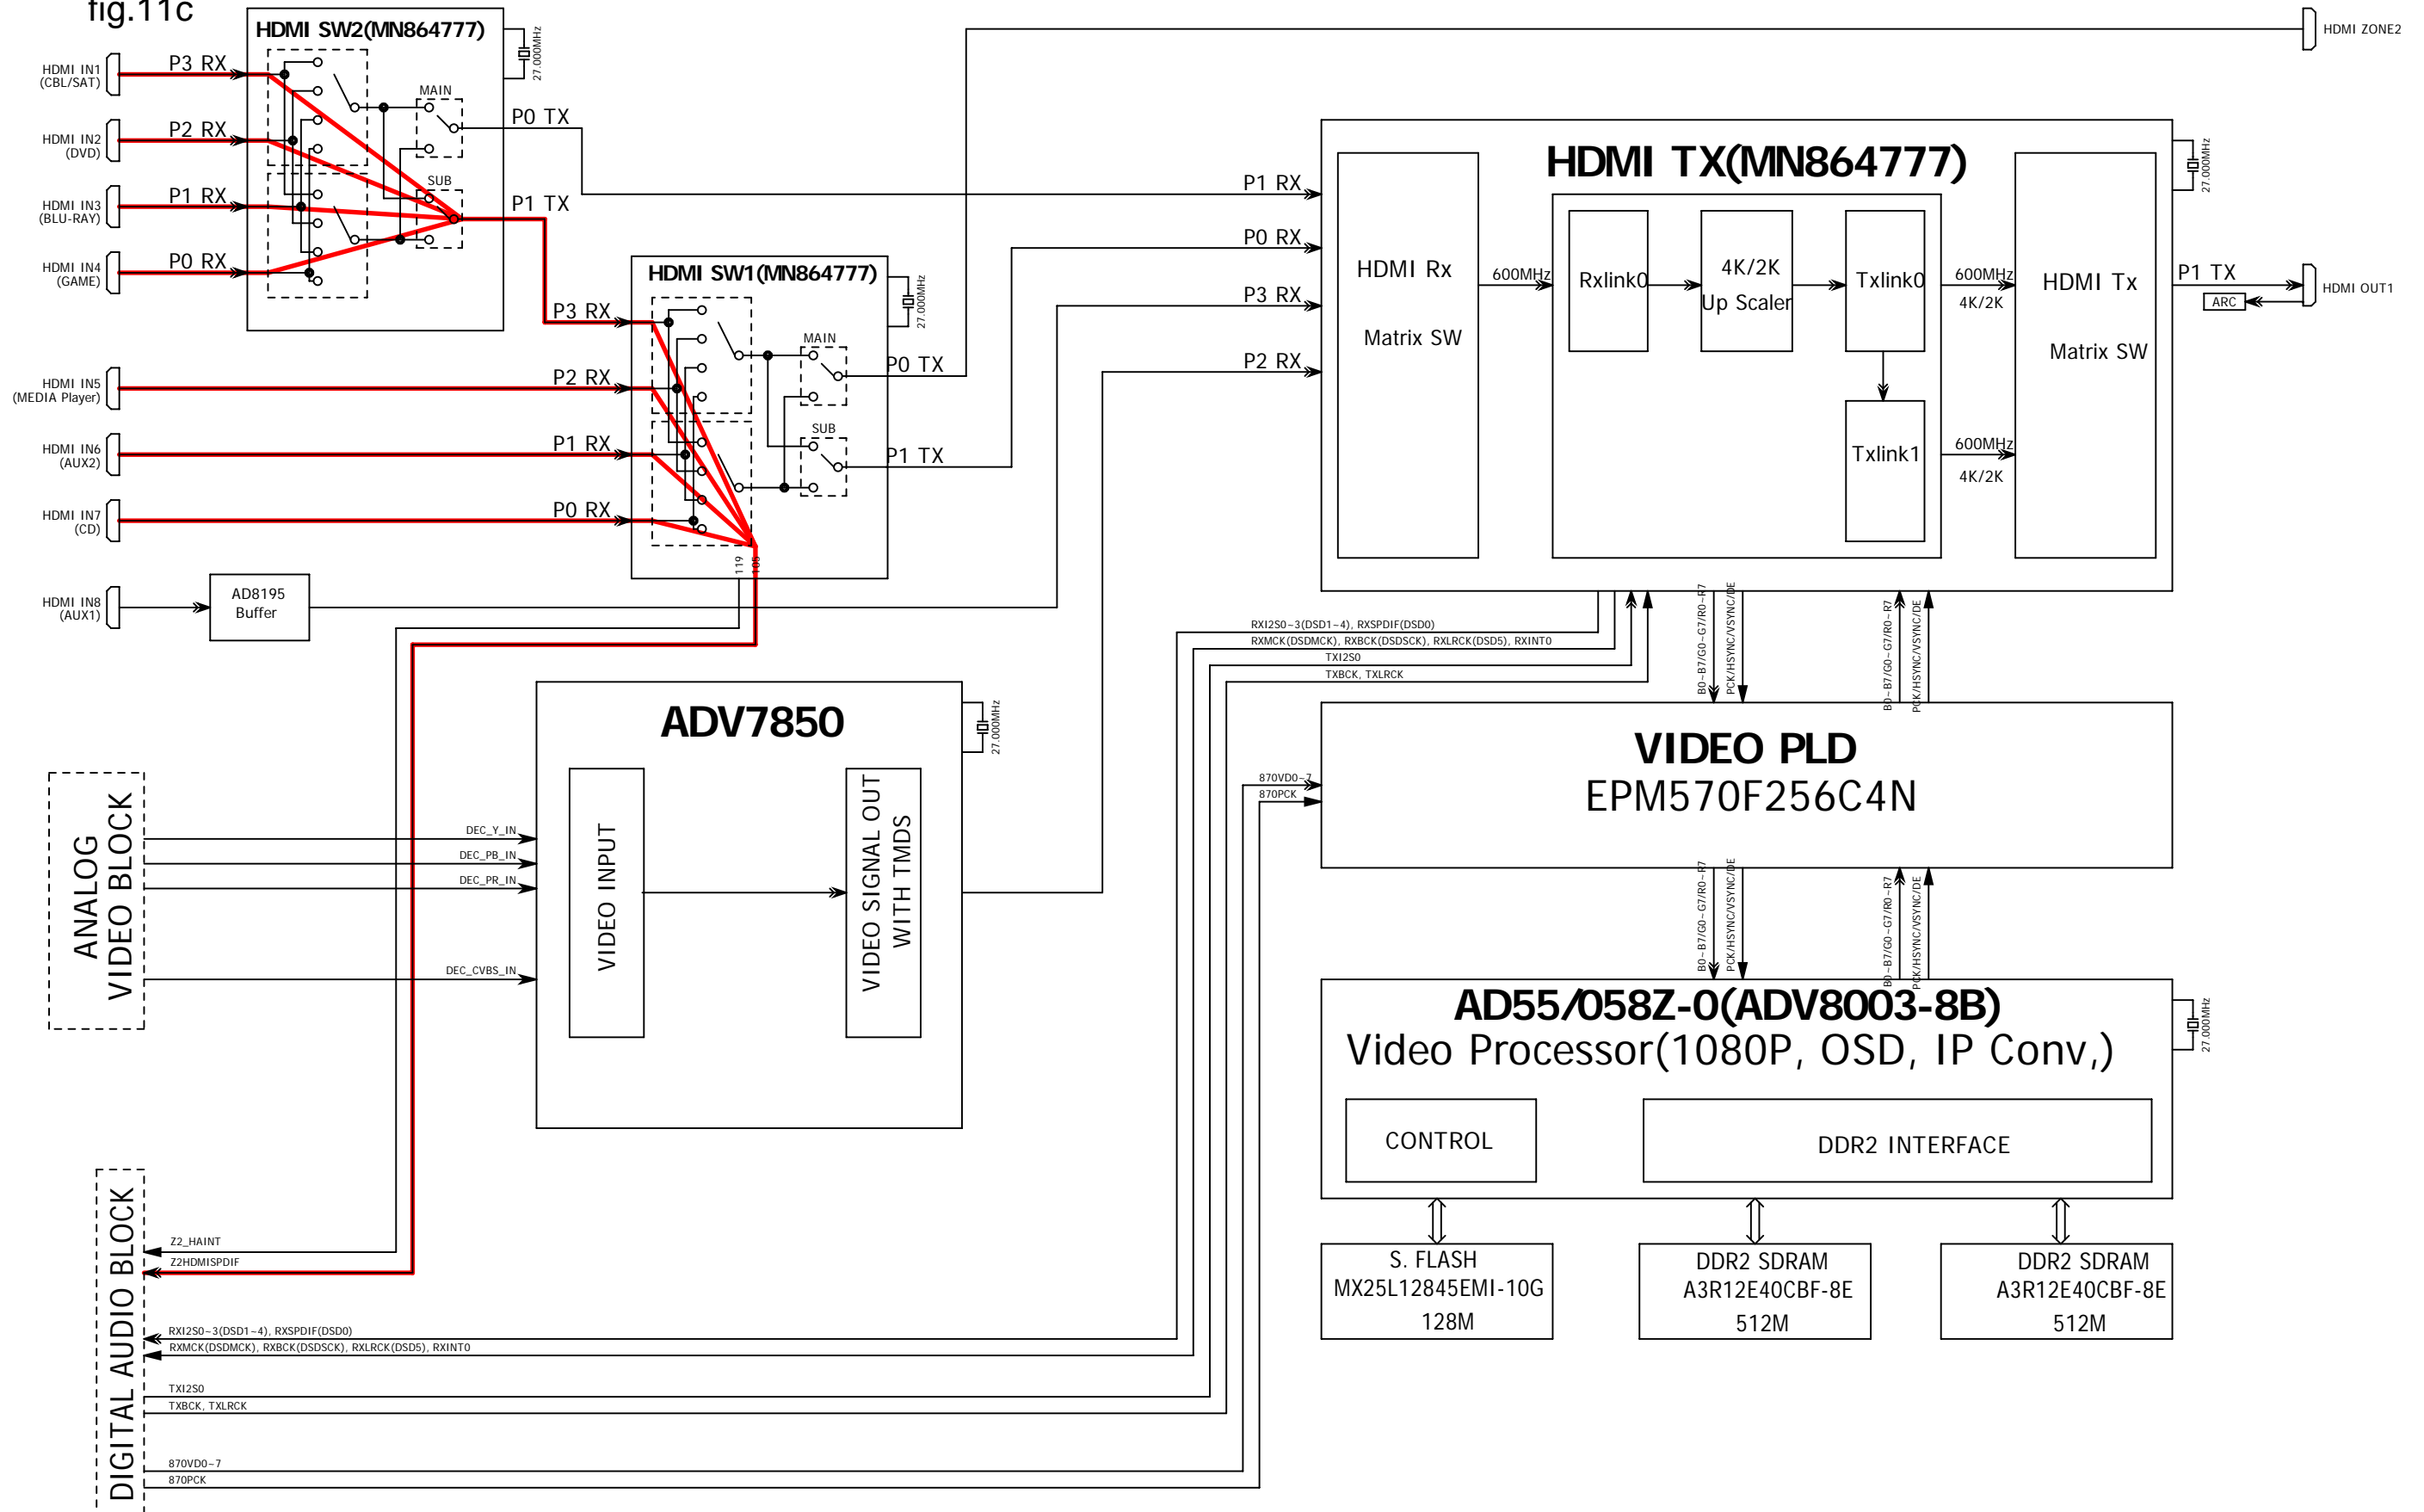 fig.11c
HDMI SW2(MN864777)
27.000MHz
HDMI ZONE2
HDMI IN1
(CBL/SAT)
P3 RX
MAIN
P0 TX
HDMI IN2
(DVD)
P2 RX
SUB
P1 TX
HDMI IN3
(BLU-RAY)
P1 RX
HDMI IN4
(GAME)
P0 RX
HDMI SW1(MN864777)
27.000MHz
P3 RX
MAIN
P0 TX
HDMI IN5
(MEDIA Player)
P2 RX
SUB
P1 TX
HDMI IN6
(AUX2)
P1 RX
HDMI IN7
(CD)
P0 RX
119
105
HDMI IN8
(AUX1)
AD8195
Buffer
HDMI TX(MN864777)
27.000MHz
P1 RX
P0 RX
P3 RX
P2 RX
HDMI Rx
Matrix SW
600MHz
Rxlink0
4K/2K
Up Scaler
Txlink0
600MHz
4K/2K
Txlink1
600MHz
4K/2K
HDMI Tx
Matrix SW
P1 TX
ARC
HDMI OUT1
RXI2S0~3(DSD1~4), RXSPDIF(DSD0)
RXMCK(DSDMCK), RXBCK(DSDSCK), RXLRCK(DSD5), RXINT0
TXI2S0
TXBCK, TXLRCK
B0~B7/G0~G7/R0~R7
PCK/HSYNC/VSYNC/DE
B0~B7/G0~G7/R0~R7
PCK/HSYNC/VSYNC/DE
ADV7850
27.000MHz
VIDEO INPUT
VIDEO SIGNAL OUT
WITH TMDS
ANALOG
VIDEO BLOCK
DEC_Y_IN
DEC_PB_IN
DEC_PR_IN
DEC_CVBS_IN
870VD0~7
870PCK
VIDEO PLD
EPM570F256C4N
B0~B7/G0~G7/R0~R7
PCK/HSYNC/VSYNC/DE
B0~B7/G0~G7/R0~R7
PCK/HSYNC/VSYNC/DE
AD55/058Z-0(ADV8003-8B)
Video Processor(1080P, OSD, IP Conv,)
27.000MHz
CONTROL
DDR2 INTERFACE
S. FLASH
MX25L12845EMI-10G
128M
DDR2 SDRAM
A3R12E40CBF-8E
512M
DDR2 SDRAM
A3R12E40CBF-8E
512M
DIGITAL AUDIO BLOCK
Z2_HAINT
Z2HDMISPDIF
RXI2S0~3(DSD1~4), RXSPDIF(DSD0)
RXMCK(DSDMCK), RXBCK(DSDSCK), RXLRCK(DSD5), RXINT0
TXI2S0
TXBCK, TXLRCK
870VD0~7
870PCK